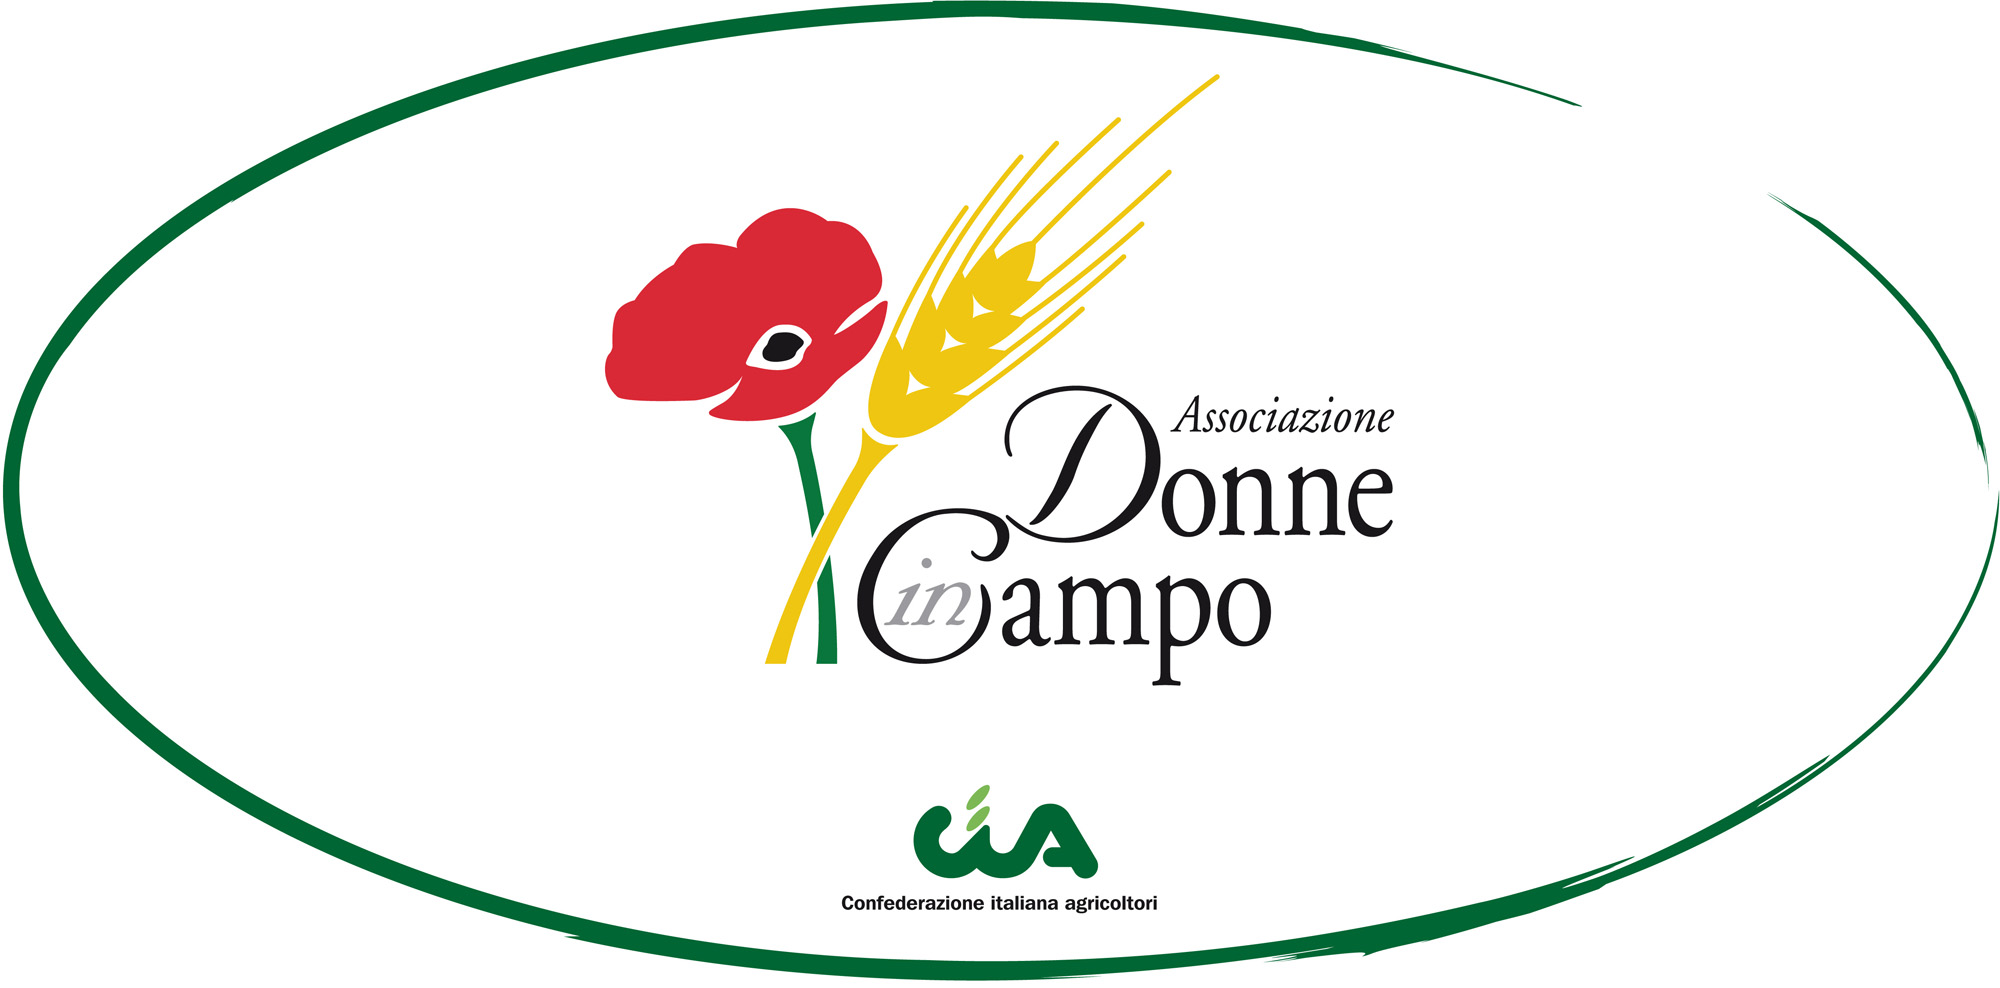 Associazione
Donne
in Campo
CIA
Confederazione italiana agricoltori